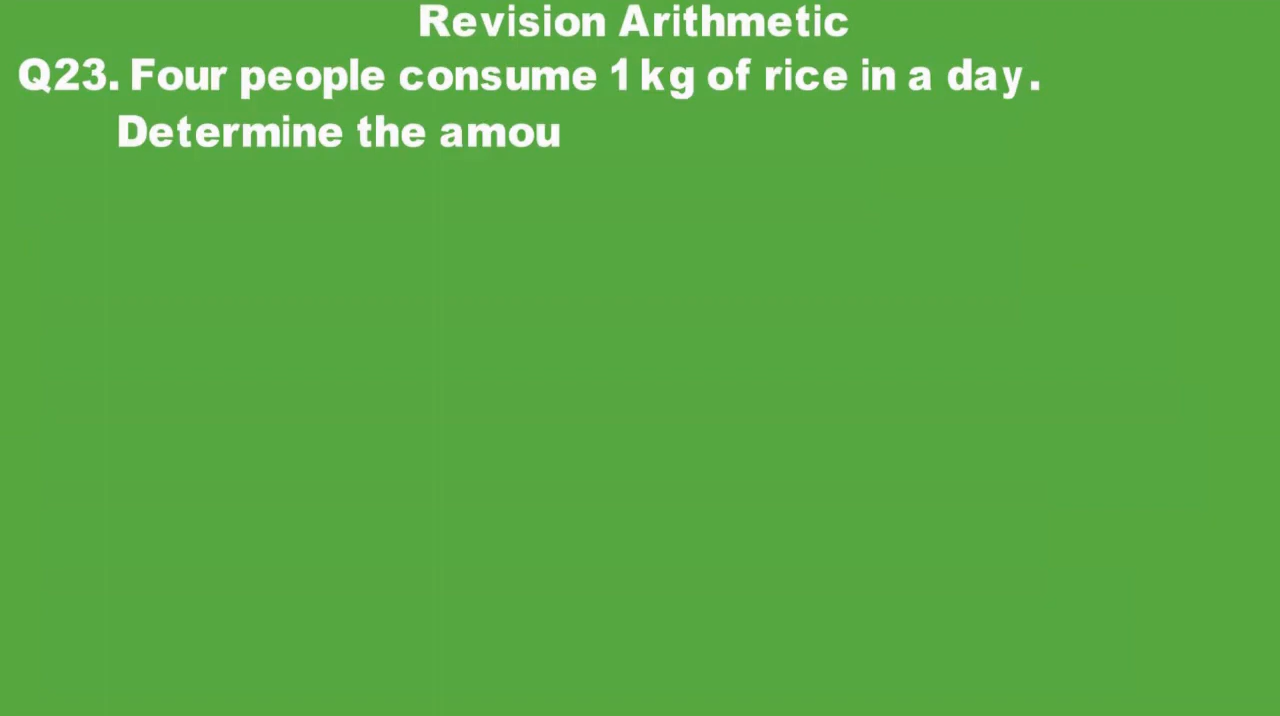 Revision Arithmetic
Q23. Four people consume 1 kg of rice in a day.
Determine the amou